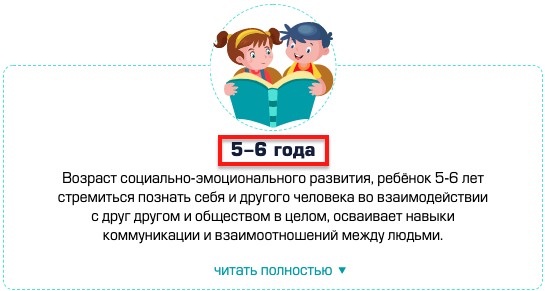 5–6 года
Возраст социально-эмоционального развития, ребёнок 5-6 лет
стремиться познать себя и другого человека во взаимодействии
с друг другом и обществом в целом, осваивает навыки
коммуникации и взаимоотношений между людьми.
читать полностью ▼